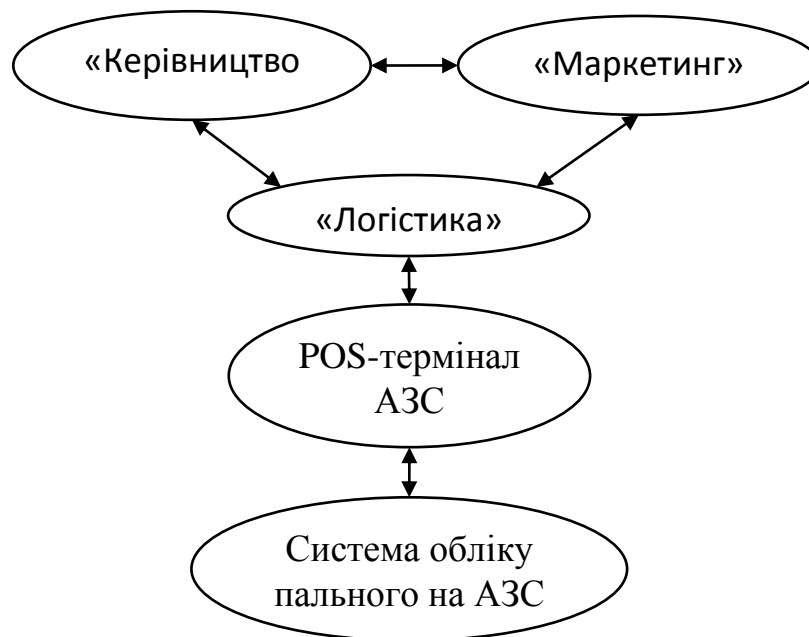 «Керівництво
«Маркетинг»
«Логістика»
POS-термінал
АЗС
Система обліку
пального на АЗС